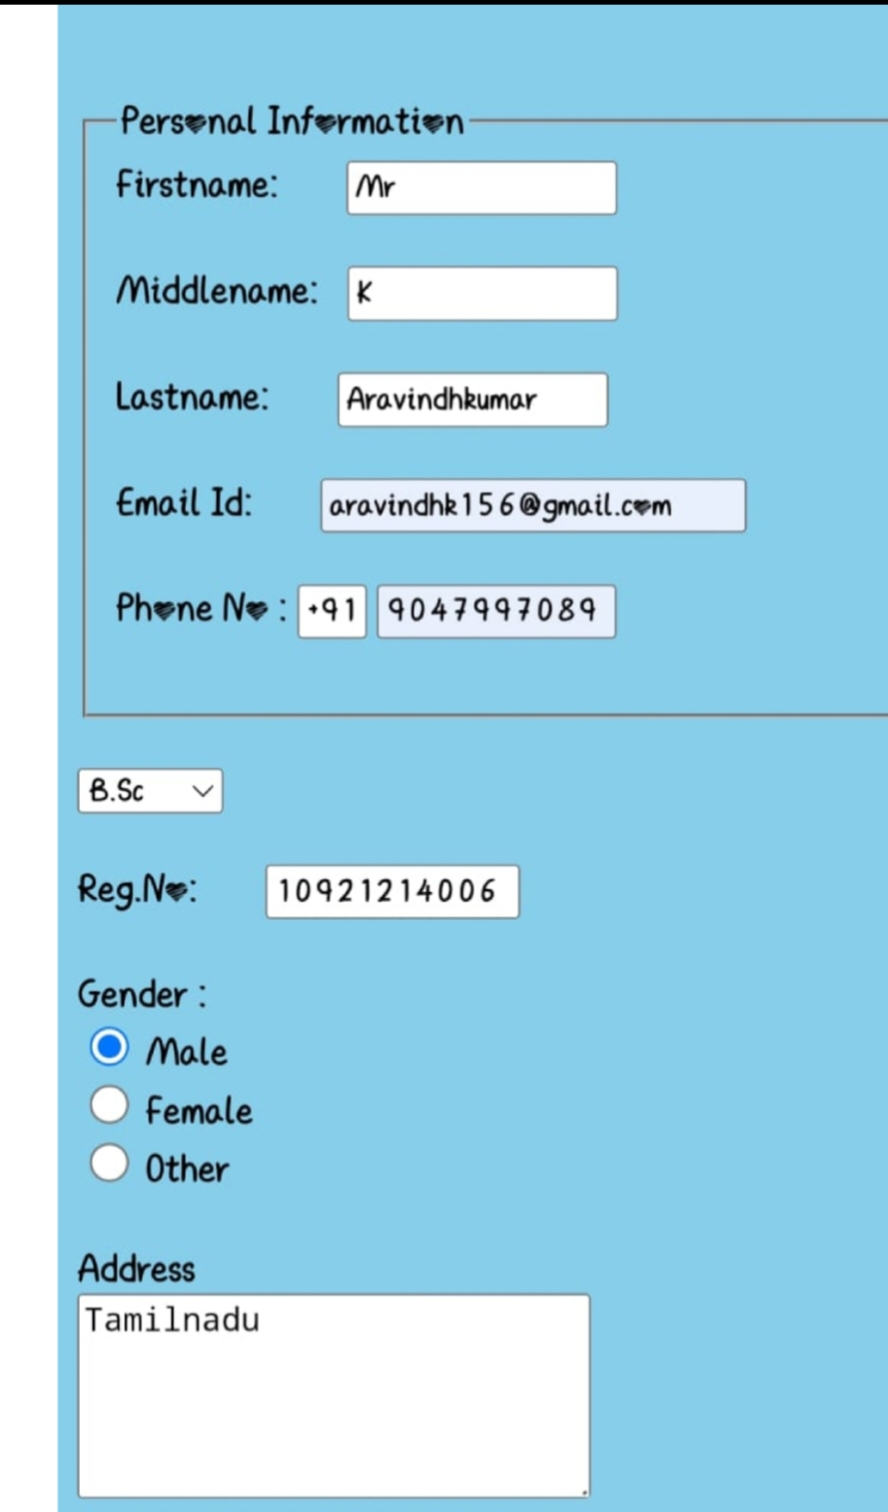 Personal Information
Firstname: Mr
Middlename: K
Lastname: Aravindhkumar
Email Id: aravindhk156@gmail.com
Phone No : +91 9047997089
B.Sc
Reg.No: 10921214006
Gender :
Male
Female
Other
Address
Tamilnadu